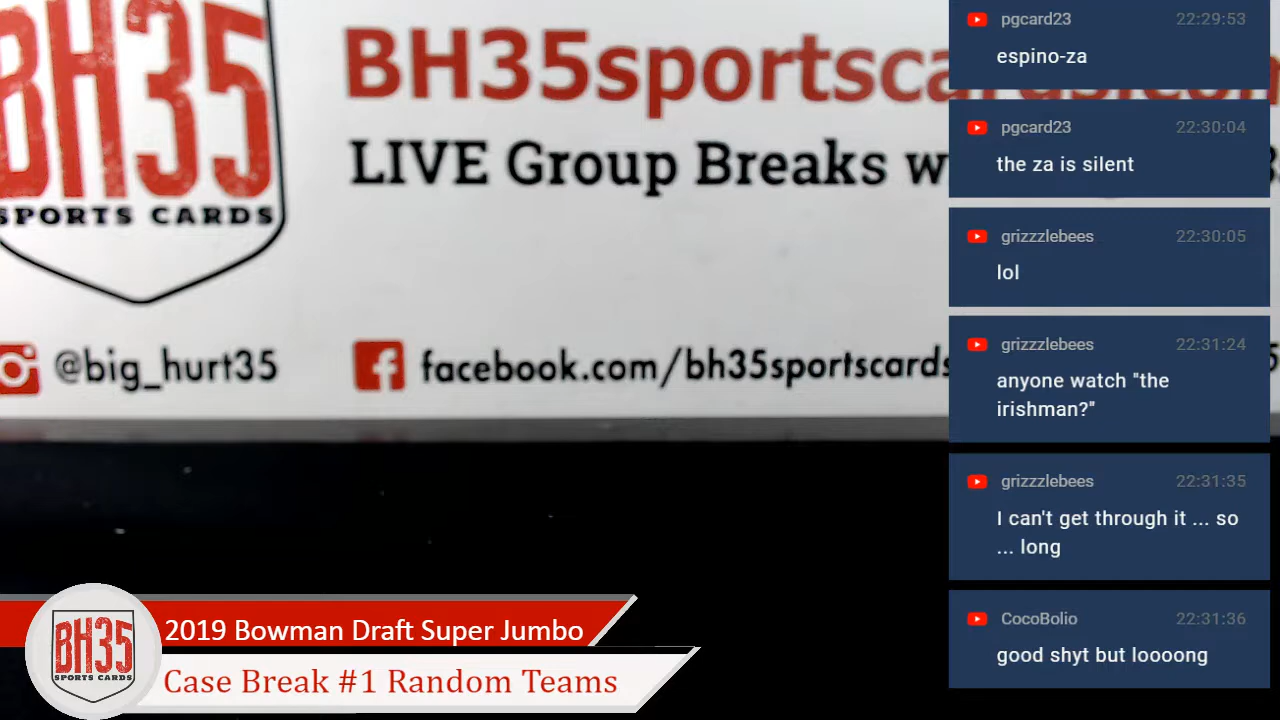 BH35
SPORTS CARDS
BH35sportscards.com
LIVE Group Breaks w
@big_hurt35
facebook.com/bh35sportscards
pgcard23 22:29:53
espino-za
pgcard23 22:30:04
the za is silent
grizzzlebees 22:30:05
lol
grizzzlebees 22:31:24
anyone watch "the
irishman?"
grizzzlebees 22:31:35
I can't get through it ... so
... long
CocoBolio 22:31:36
good shyt but loooong
BH35
SPORTS CARDS
2019 Bowman Draft Super Jumbo
Case Break #1 Random Teams